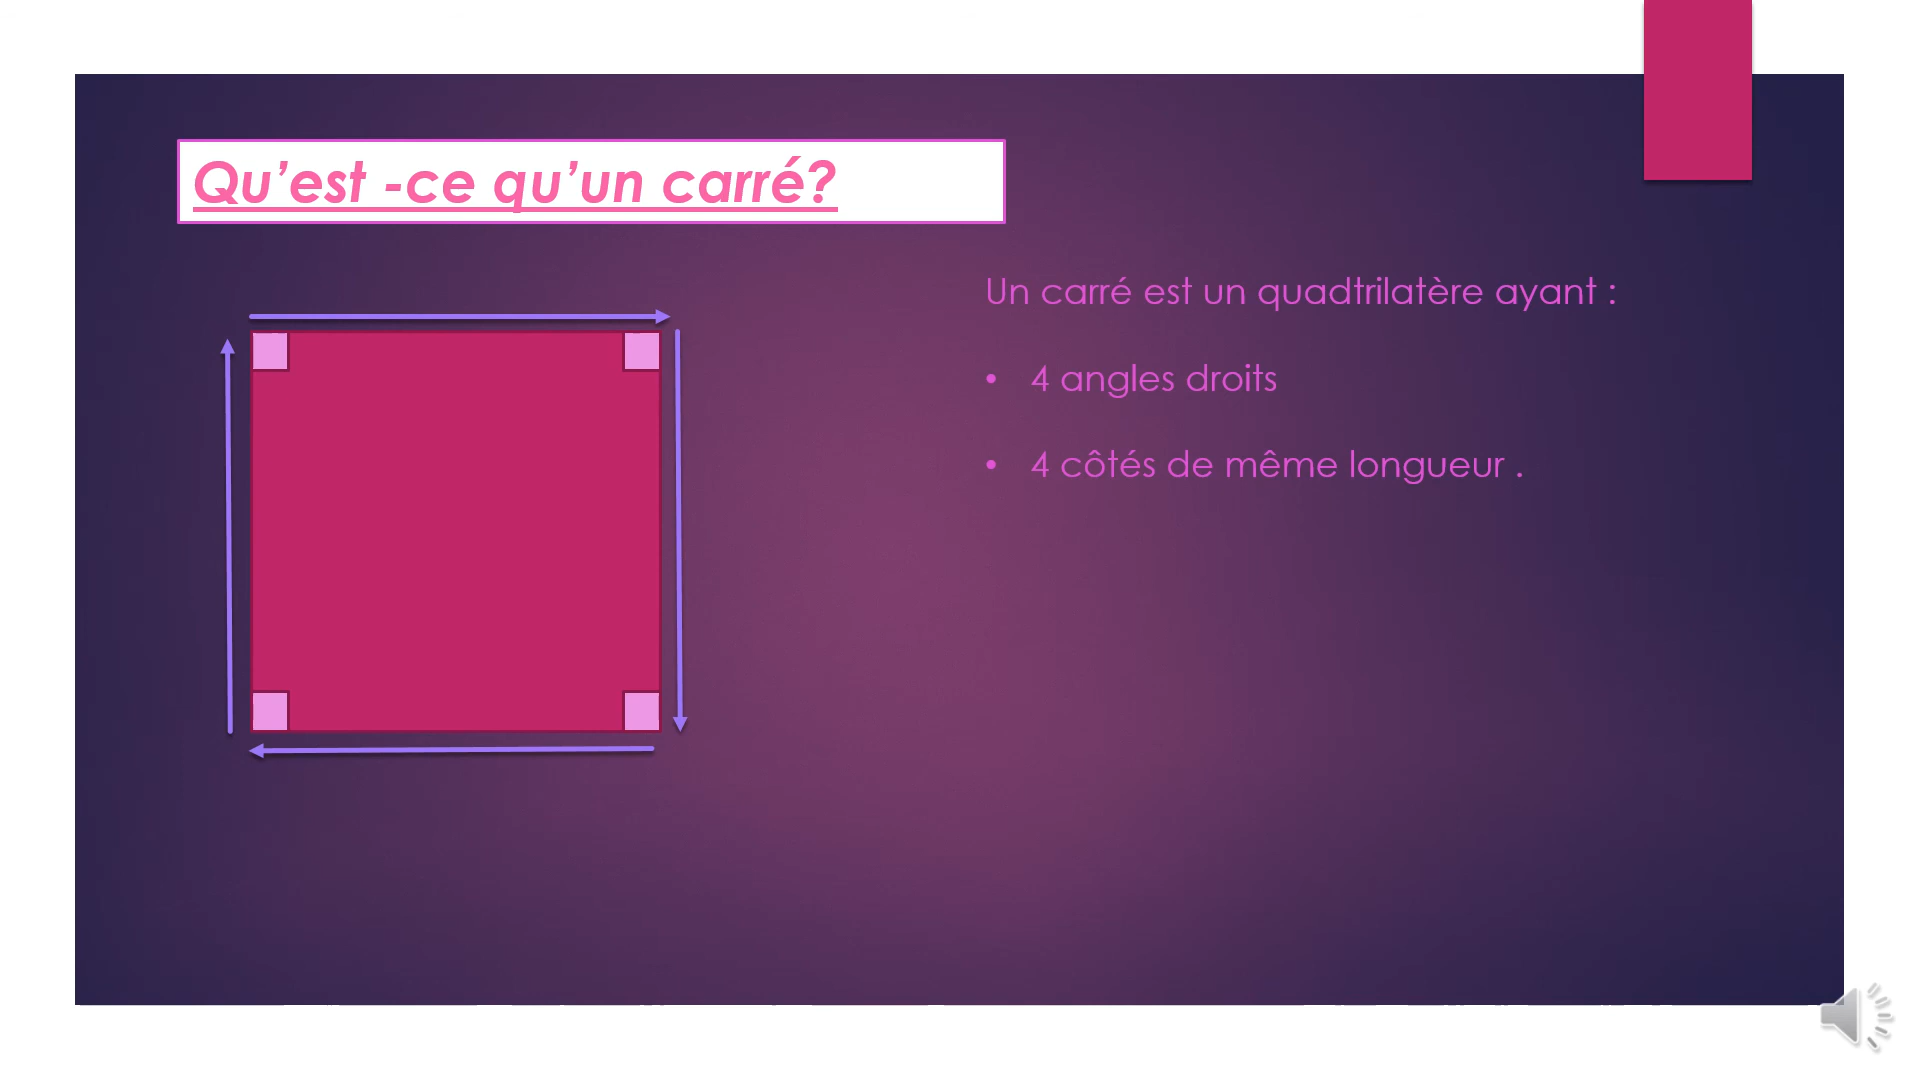 Qu’est -ce qu’un carré?
Un carré est un quadtrilatère ayant :
• 4 angles droits
• 4 côtés de même longueur .